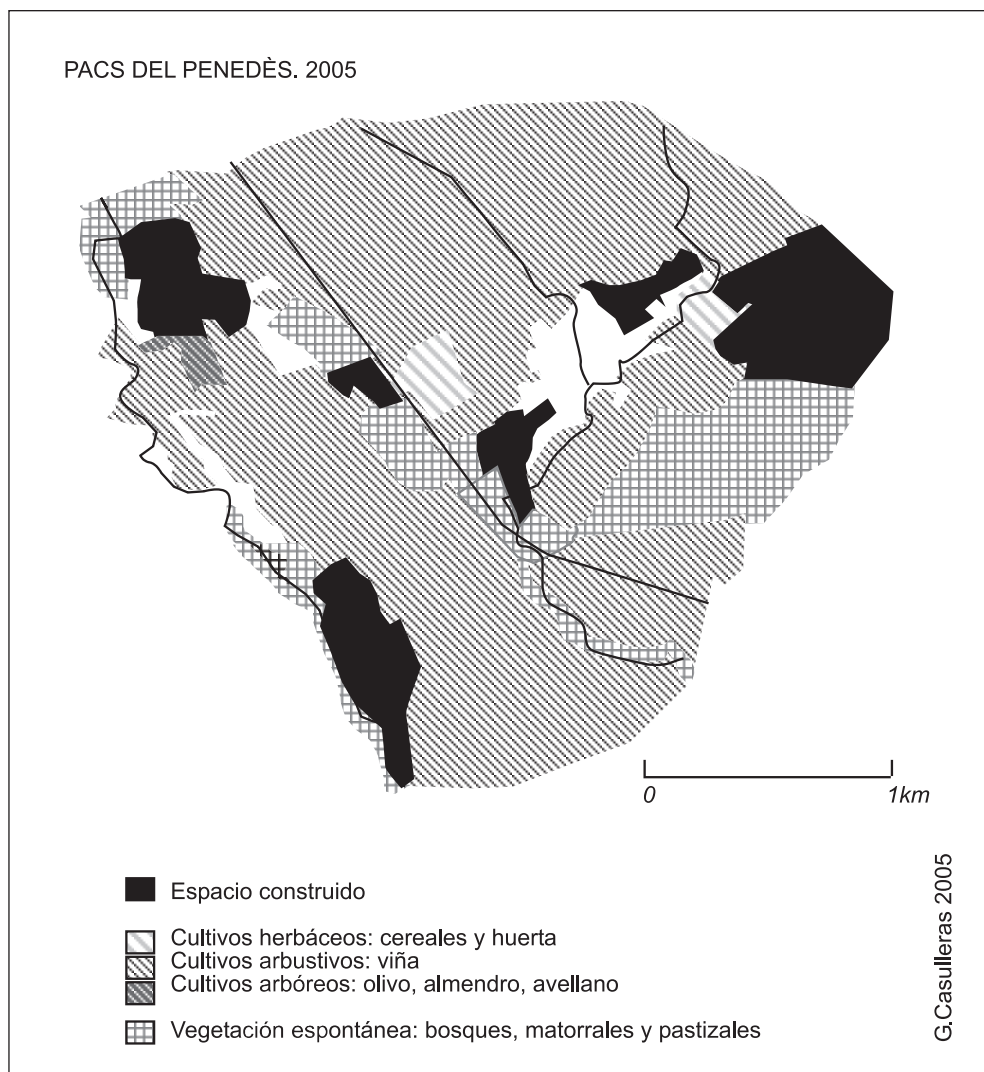 PACS DEL PENEDÈS. 2005
0
1km
Espacio construido
Cultivos herbáceos: cereales y huerta
Cultivos arbustivos: viña
Cultivos arbóreos: olivo, almendro, avellano
Vegetación espontánea: bosques, matorrales y pastizales
G.Casulleras 2005